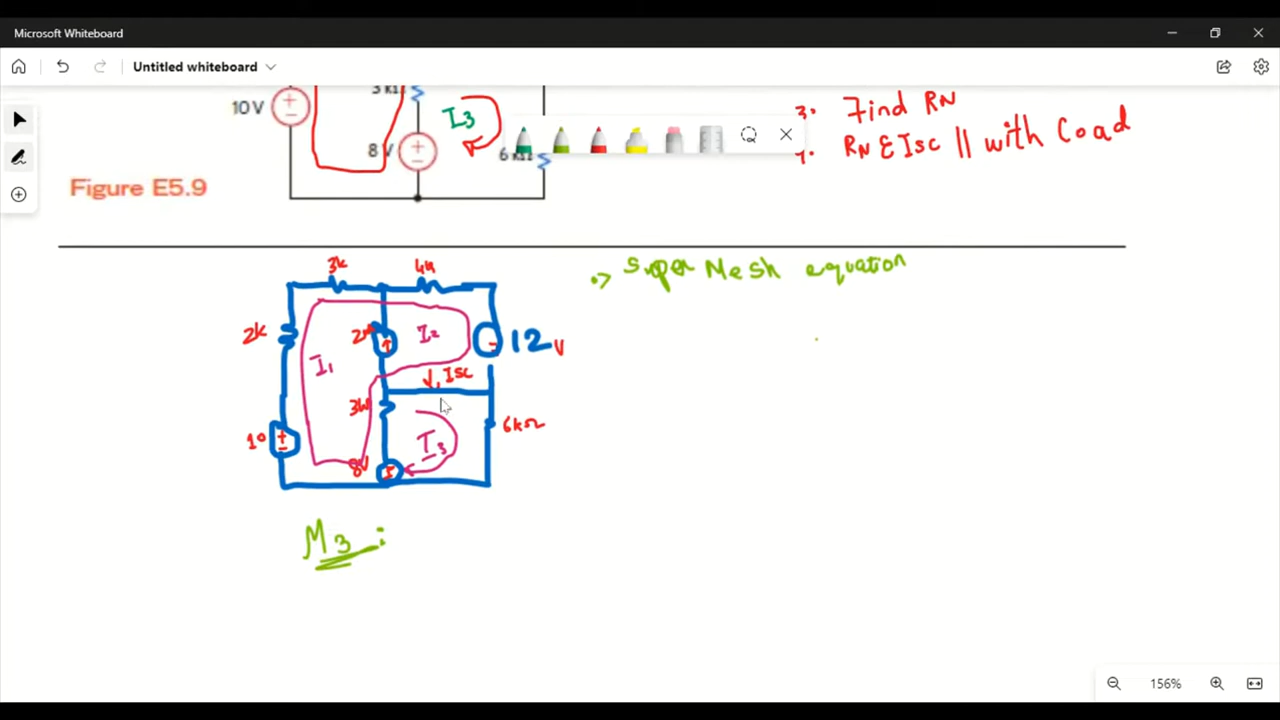 Microsoft Whiteboard
Untitled whiteboard
10 V
3 kΩ
I3
8 V
6 kΩ
Figure E5.9
3. Find RN
4. RN & Isc || with Load
3k
4k
2k
I1
I2
12 V
Isc
3k
6kΩ
10
8V
I3
M3 :
Super Mesh equation
156%